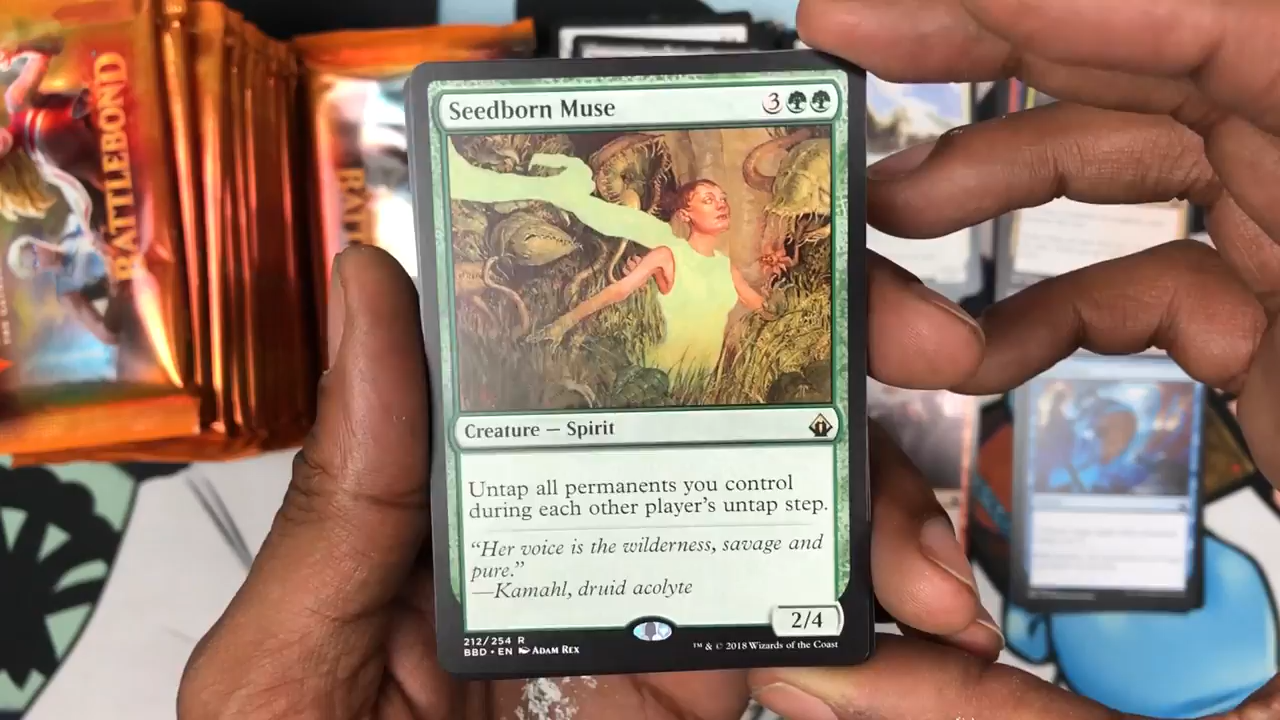 BATTLEBOND
Seedborn Muse
3
Creature — Spirit
Untap all permanents you control
during each other player's untap step.
"Her voice is the wilderness, savage and
pure."
—Kamahl, druid acolyte
2/4
212/254 R
BBD • EN Adam Rex
™ & © 2018 Wizards of the Coast